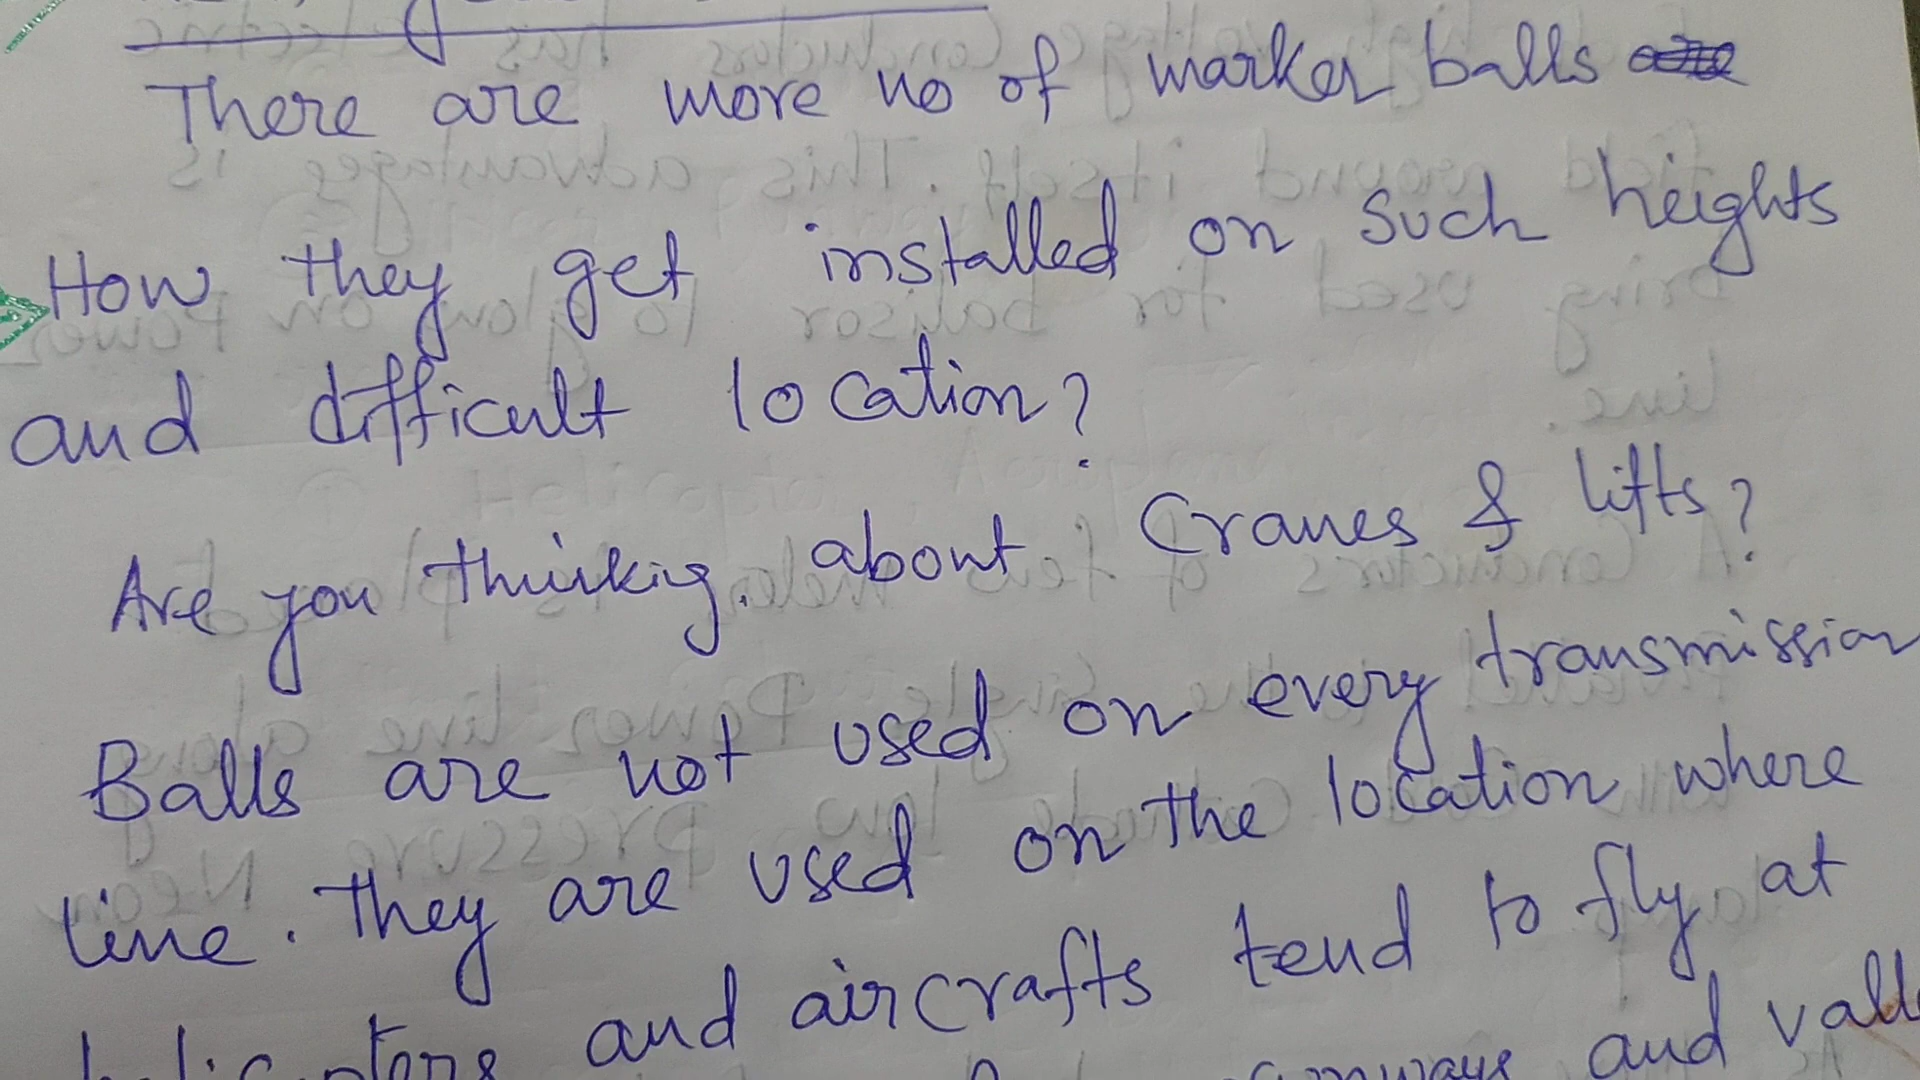 There are more no of marker balls
How they get installed on such heights
and difficult location?
Are you thinking about Cranes & lifts?
Balls are not used on every transmission
line. They are used on the location where
helicopters and aircrafts tend to fly at
and